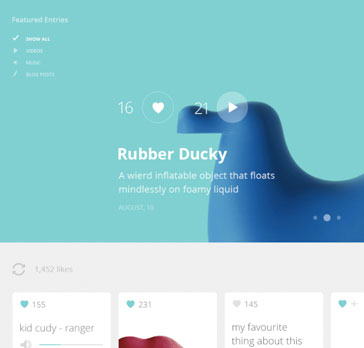 Featured Entries
SHOW ALL
VIDEOS
MUSIC
BLOG POSTS
16
21
Rubber Ducky
A wierd inflatable object that floats
mindlessly on foamy liquid
AUGUST, 10
1,452 likes
155
231
145
kid cudy - ranger
my favourite
thing about this